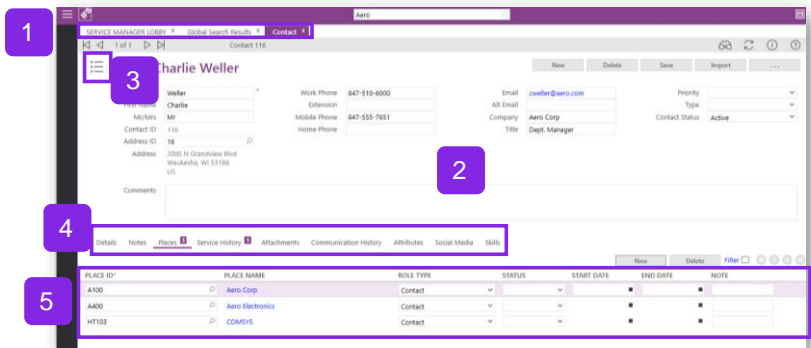 Aero
1
SERVICE MANAGER LOBBY x Global Search Results x Contact x
1 of 1 Contact 116
3
Charlie Weller
New Delete Save Import ...
Weller Work Phone 847-510-6000 Email cweller@aero.com Priority
First Name Charlie Extension Alt Email Type
Mr/Mrs Mr Mobile Phone 847-555-7651 Company Aero Corp Contact Status Active
Contact ID 116 Home Phone Title Dept. Manager
Address ID 16
Address 2000 N Grandview Blvd
Waukesha, WI 53188
US
2
Comments
4
Details Notes Places 3 Service History 1 Attachments Communication History Attributes Social Media Skills
New Delete Filter
PLACE ID* PLACE NAME ROLE TYPE STATUS START DATE END DATE NOTE
5
A100 Aero Corp Contact
A400 Aero Electronics Contact
HT103 COMSYS Contact